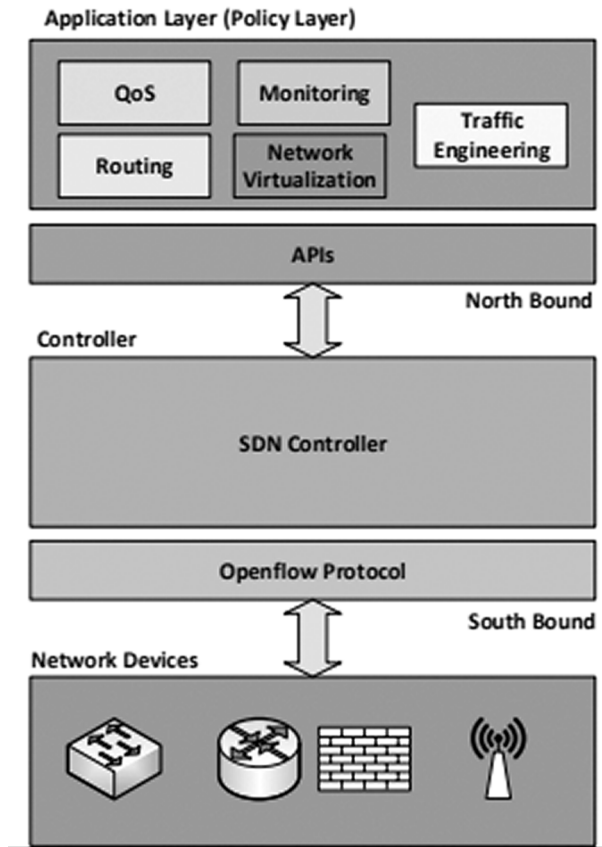 Application Layer (Policy Layer)
QoS
Monitoring
Traffic
Engineering
Routing
Network
Virtualization
APIs
North Bound
Controller
SDN Controller
Openflow Protocol
South Bound
Network Devices